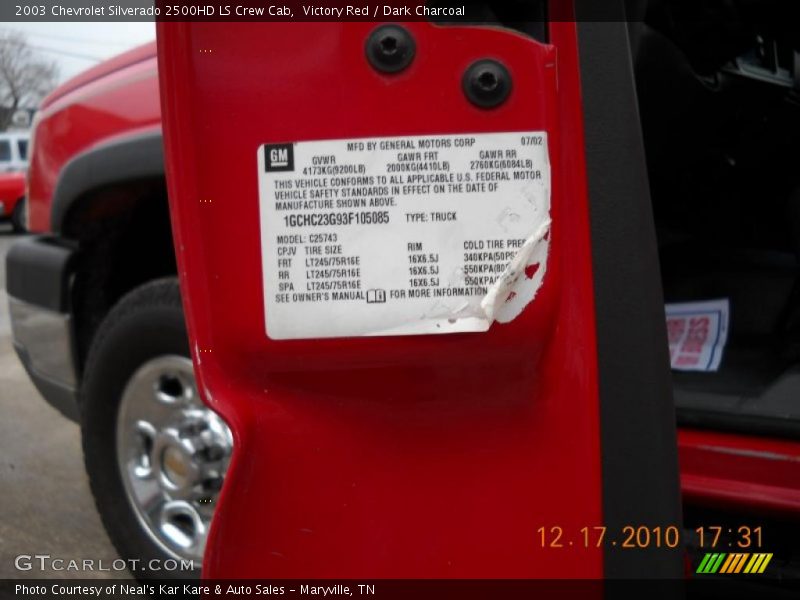 2003 Chevrolet Silverado 2500HD LS Crew Cab, Victory Red / Dark Charcoal
GM
MFD BY GENERAL MOTORS CORP 07/02
GVWR GAWR FRT GAWR RR
4173KG(9200LB) 2000KG(4410LB) 2760KG(6084LB)
THIS VEHICLE CONFORMS TO ALL APPLICABLE U.S. FEDERAL MOTOR
VEHICLE SAFETY STANDARDS IN EFFECT ON THE DATE OF
MANUFACTURE SHOWN ABOVE.
1GCHC23G93F105085 TYPE: TRUCK
MODEL: C25743
CPJV TIRE SIZE RIM COLD TIRE PRE
FRT LT245/75R16E 16X6.5J 340KPA(50PS
RR LT245/75R16E 16X6.5J 550KPA(80
SPA LT245/75R16E 16X6.5J 550KPA
SEE OWNER'S MANUAL FOR MORE INFORMATION
12.17.2010 17:31
GTCARLOT.COM
Photo Courtesy of Neal's Kar Kare & Auto Sales - Maryville, TN